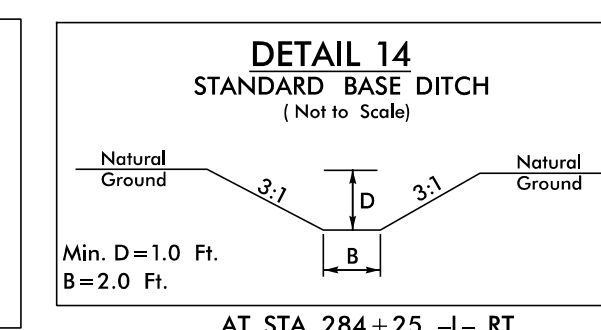 DETAIL 14
STANDARD BASE DITCH
( Not to Scale)
Natural
Ground
3:1
D
3:1
Natural
Ground
Min. D=1.0 Ft.
B=2.0 Ft.
B
AT STA 284+25 -L- RT